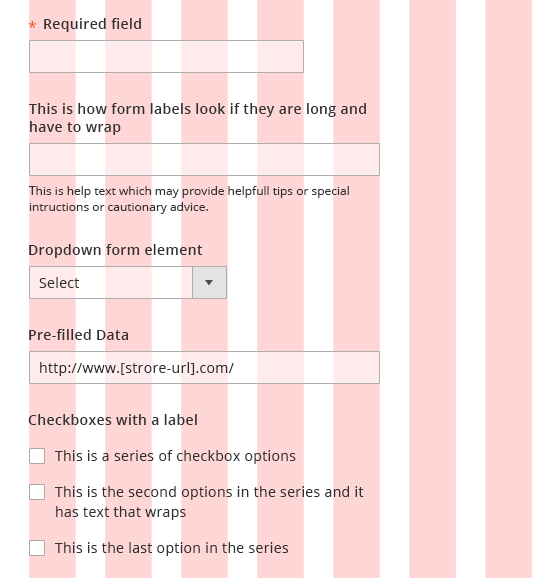 * Required field
This is how form labels look if they are long and
have to wrap
This is help text which may provide helpfull tips or special
intructions or cautionary advice.
Dropdown form element
Select
Pre-filled Data
http://www.[strore-url].com/
Checkboxes with a label
This is a series of checkbox options
This is the second options in the series and it
has text that wraps
This is the last option in the series